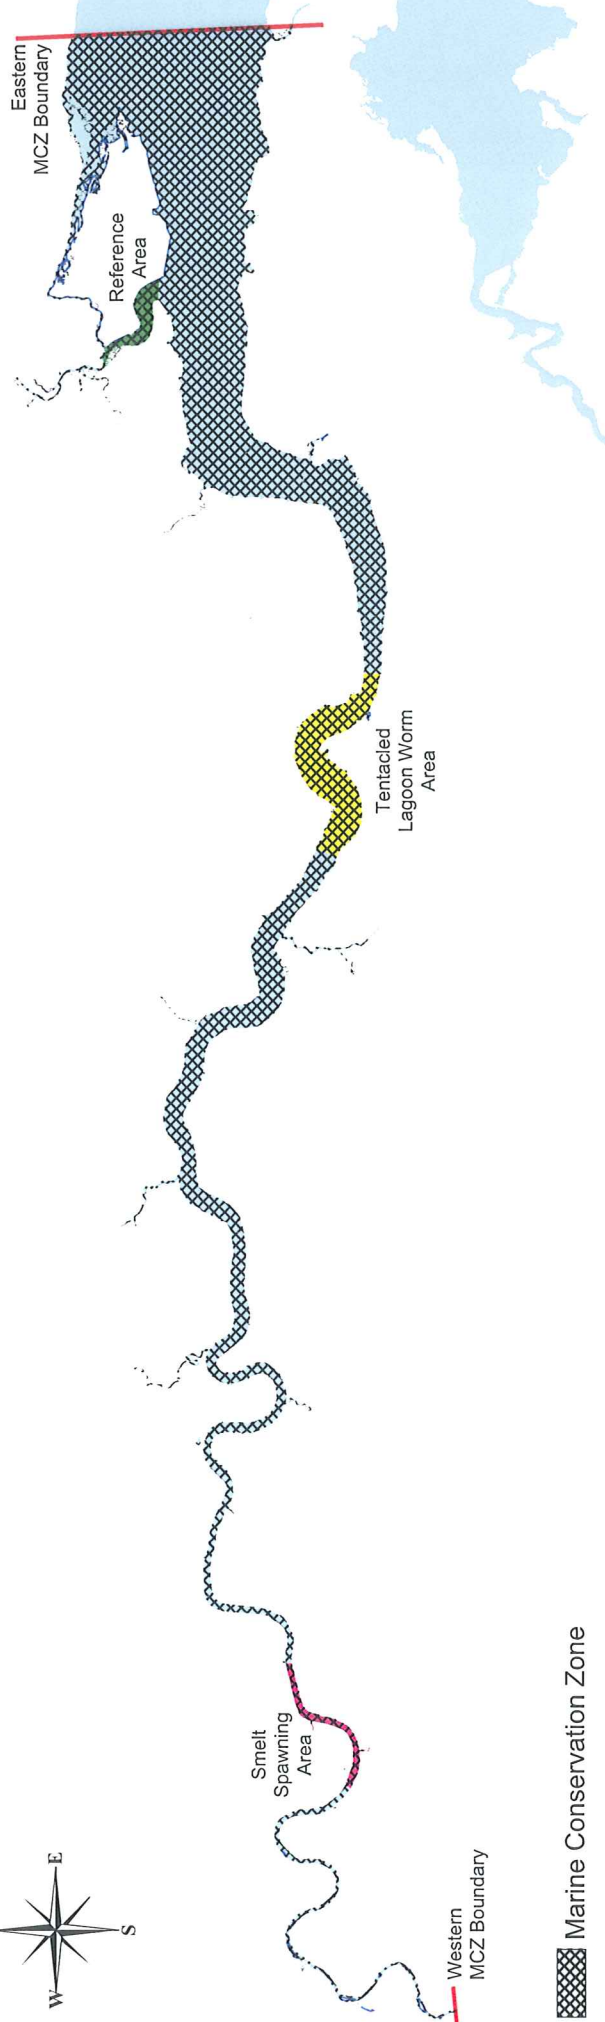 Eastern
MCZ Boundary
Reference
Area
Tentacled
Lagoon Worm
Area
Smelt
Spawning
Area
Western
MCZ Boundary
W
E
S
Marine Conservation Zone